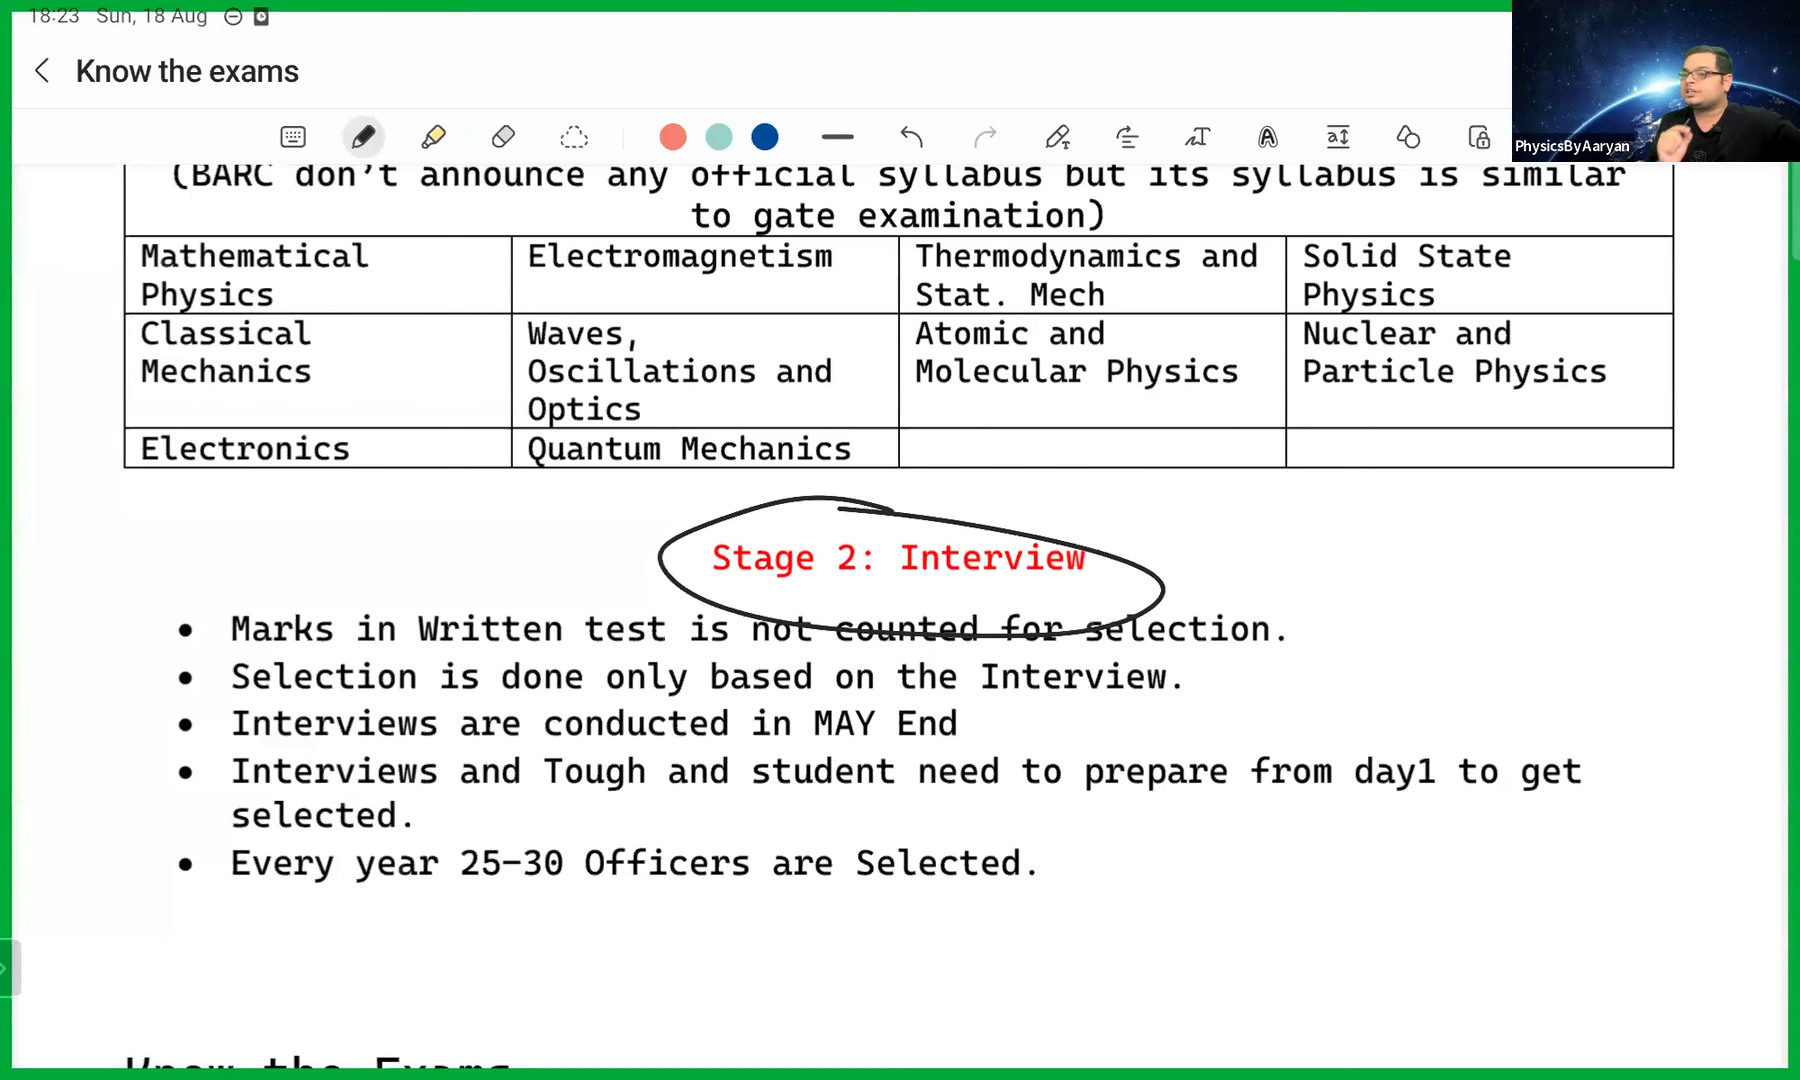 18:23 Sun, 18 Aug
Know the exams
PhysicsByAaryan
(BARC don't announce any official syllabus but its syllabus is similar
to gate examination)
Mathematical
Physics
Electromagnetism
Thermodynamics and
Stat. Mech
Solid State
Physics
Classical
Mechanics
Waves,
Oscillations and
Optics
Atomic and
Molecular Physics
Nuclear and
Particle Physics
Electronics
Quantum Mechanics
Stage 2: Interview
• Marks in Written test is not counted for selection.
• Selection is done only based on the Interview.
• Interviews are conducted in MAY End
• Interviews and Tough and student need to prepare from day1 to get
selected.
• Every year 25-30 Officers are Selected.
Know the Exams